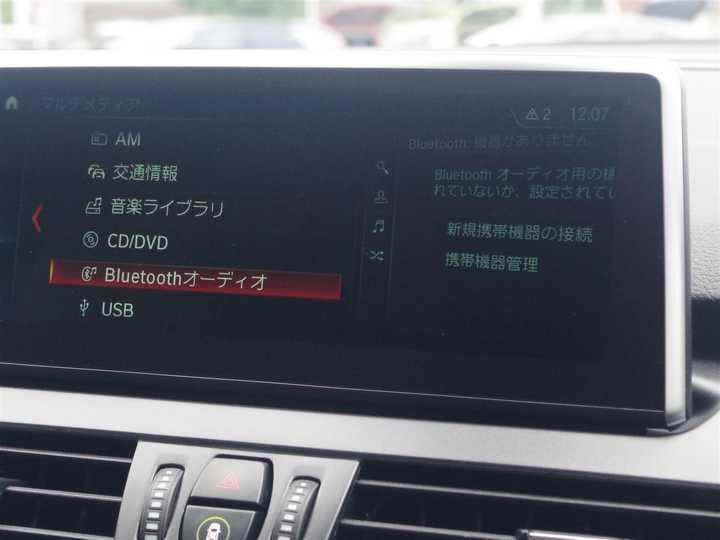 マルチメディア
2 12:07
AM
交通情報
音楽ライブラリ
CD/DVD
Bluetoothオーディオ
USB
Bluetooth 機器がありません
Bluetooth オーディオ用の機
れていないか、設定されてい
新規携帯機器の接続
携帯機器管理